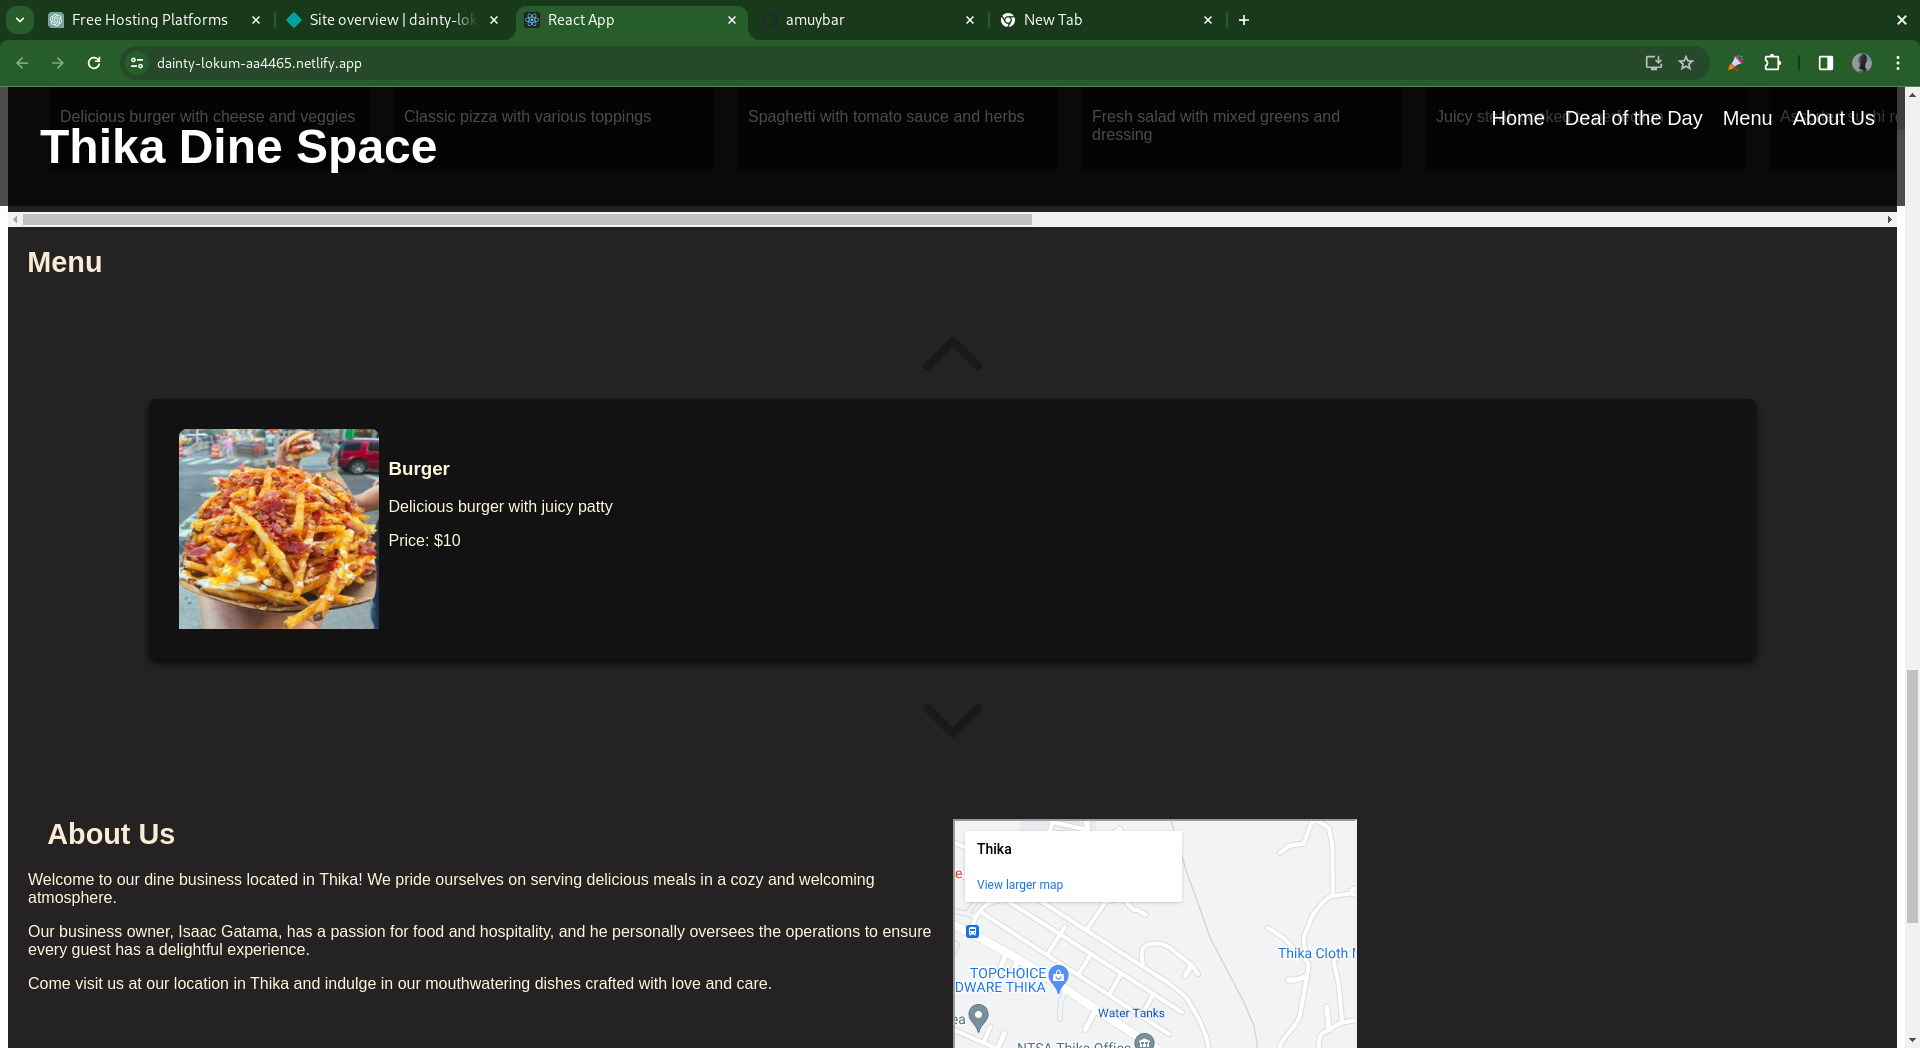 Free Hosting Platforms
Site overview | dainty-lok
React App
amuybar
New Tab
dainty-lokum-aa4465.netlify.app
Delicious burger with cheese and veggies
Classic pizza with various toppings
Spaghetti with tomato sauce and herbs
Fresh salad with mixed greens and
dressing
Thika Dine Space
Home
Deal of the Day
Menu
About Us
Menu
Burger
Delicious burger with juicy patty
Price: $10
About Us
Welcome to our dine business located in Thika! We pride ourselves on serving delicious meals in a cozy and welcoming
atmosphere.
Our business owner, Isaac Gatama, has a passion for food and hospitality, and he personally oversees the operations to ensure
every guest has a delightful experience.
Come visit us at our location in Thika and indulge in our mouthwatering dishes crafted with love and care.
Thika
View larger map
Thika Cloth
TOPCHOICE
DWARE THIKA
Water Tanks
NTSA Thika Office